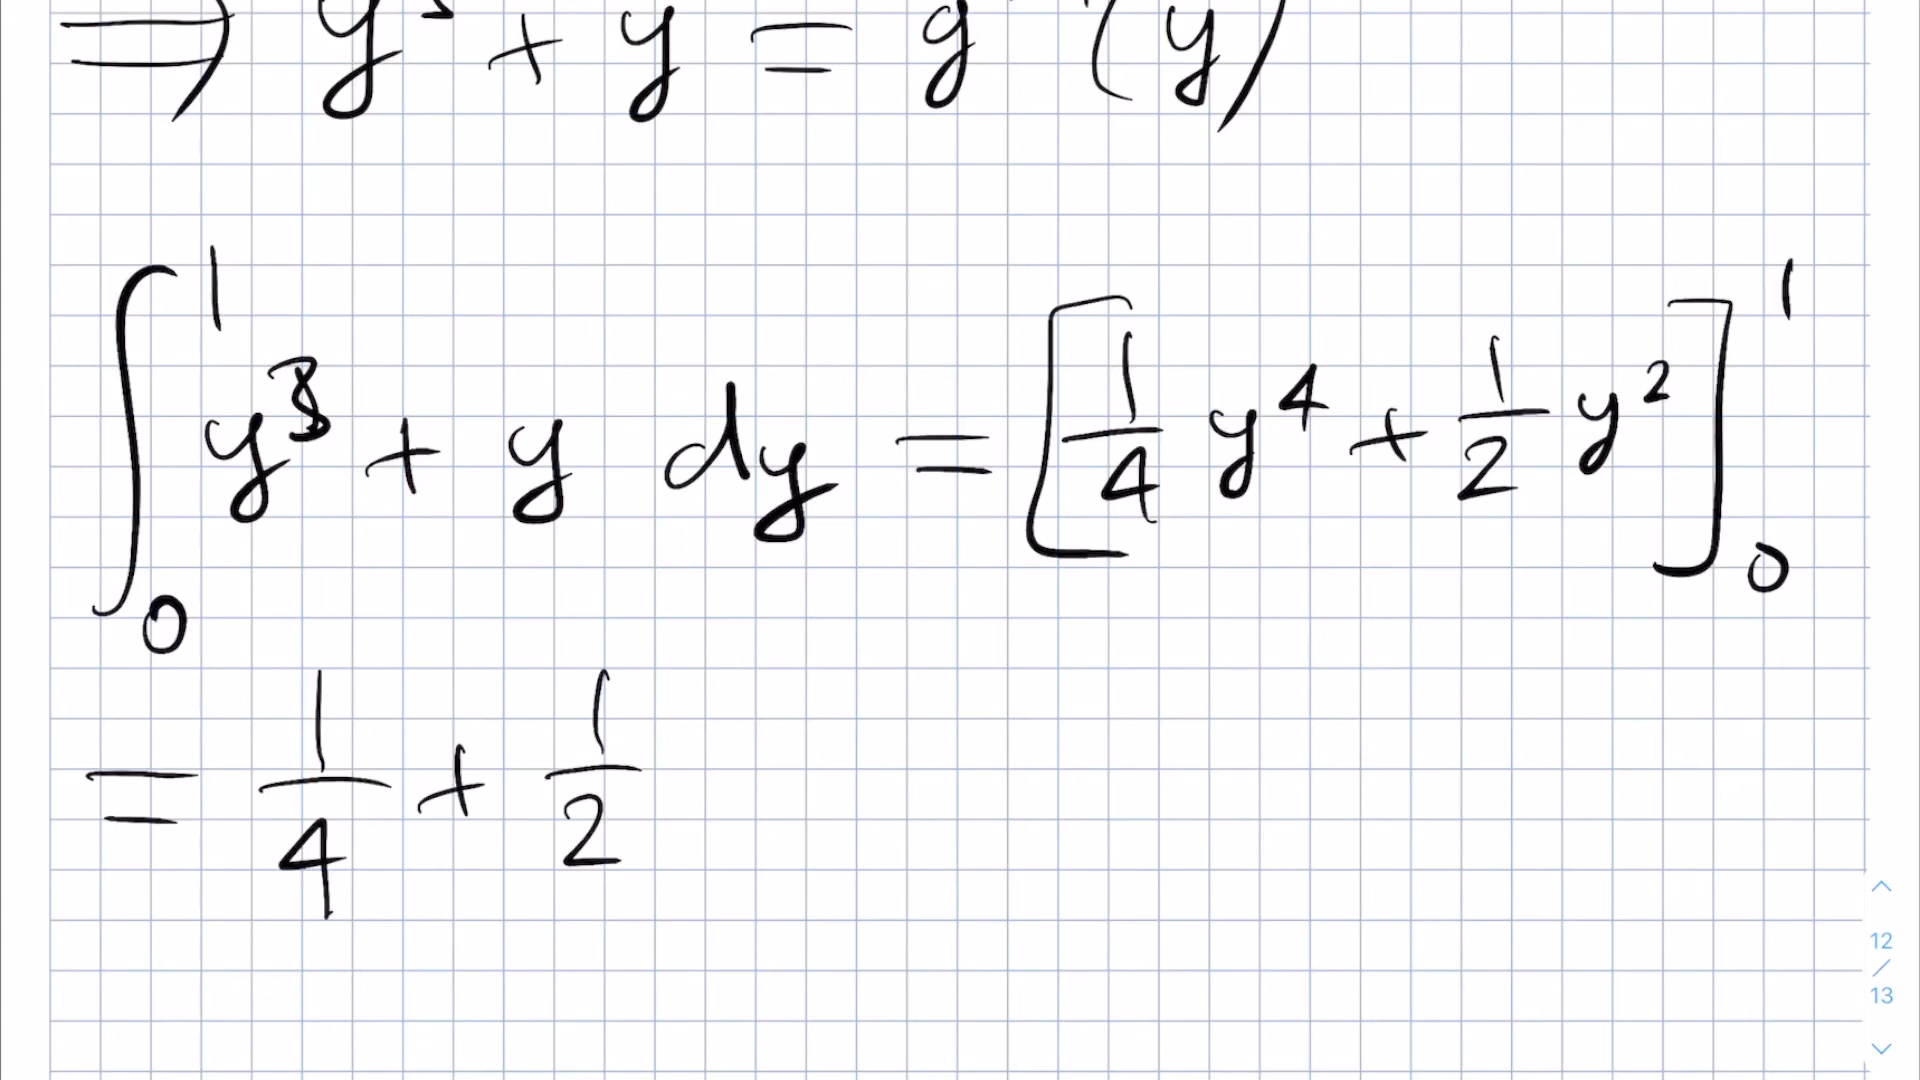 ⇒ y³ + y = g⁻¹(y)
∫₀¹ y³ + y dy = [1/4 y⁴ + 1/2 y²]₀¹
= 1/4 + 1/2
12
/
13